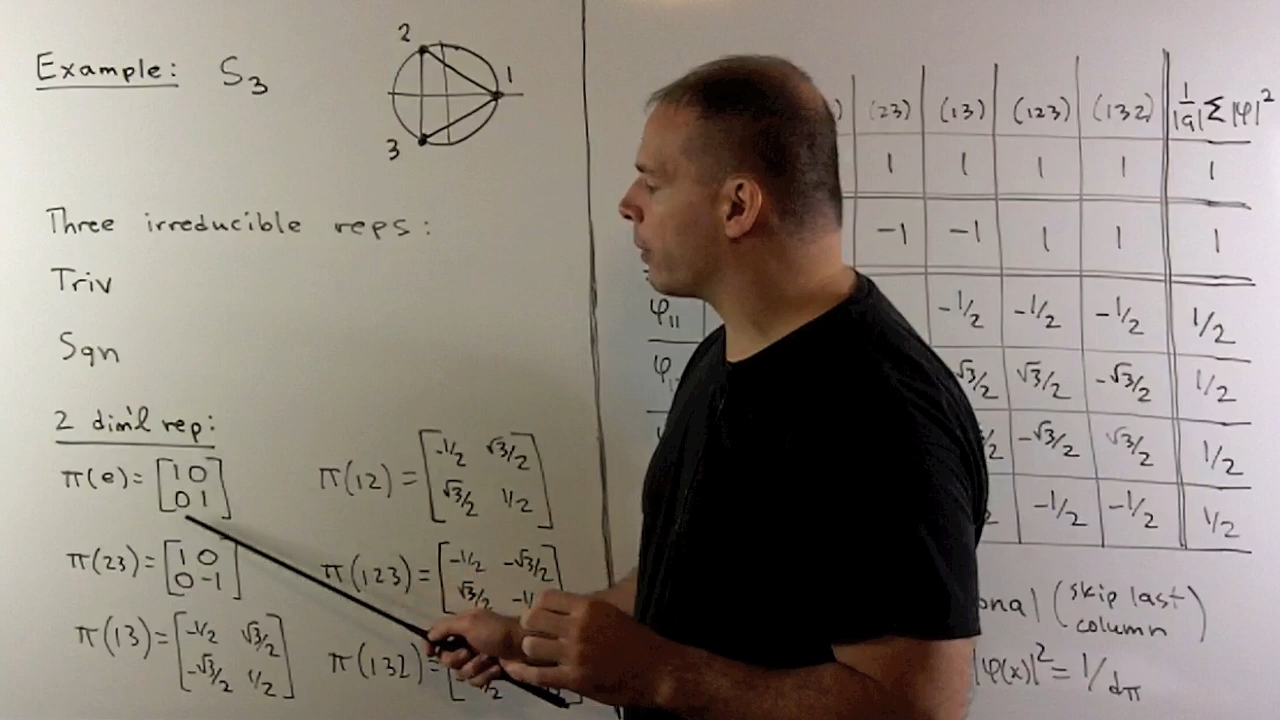 Example: S₃
2
1
3
Three irreducible reps:
Triv
Sgn
2 dim'l rep:
π(e) = [1 0
0 1]
π(12) = [-1/2 √3/2
√3/2 1/2]
π(23) = [1 0
0 -1]
π(123) = [-1/2 -√3/2
√3/2
π(13) = [-1/2 √3/2
-√3/2 1/2]
π(132) =
(23) (13) (123) (132) 1/|G| Σ|φ|²
1 1 1 1 1
-1 -1 1 1 1
φ₁₁ -1/2 -1/2 -1/2 1/2
φ √3/2 √3/2 -√3/2 1/2
-√3/2 √3/2 1/2
-1/2 -1/2 1/2
(skip last
column)
|φ(x)|² = 1/dπ